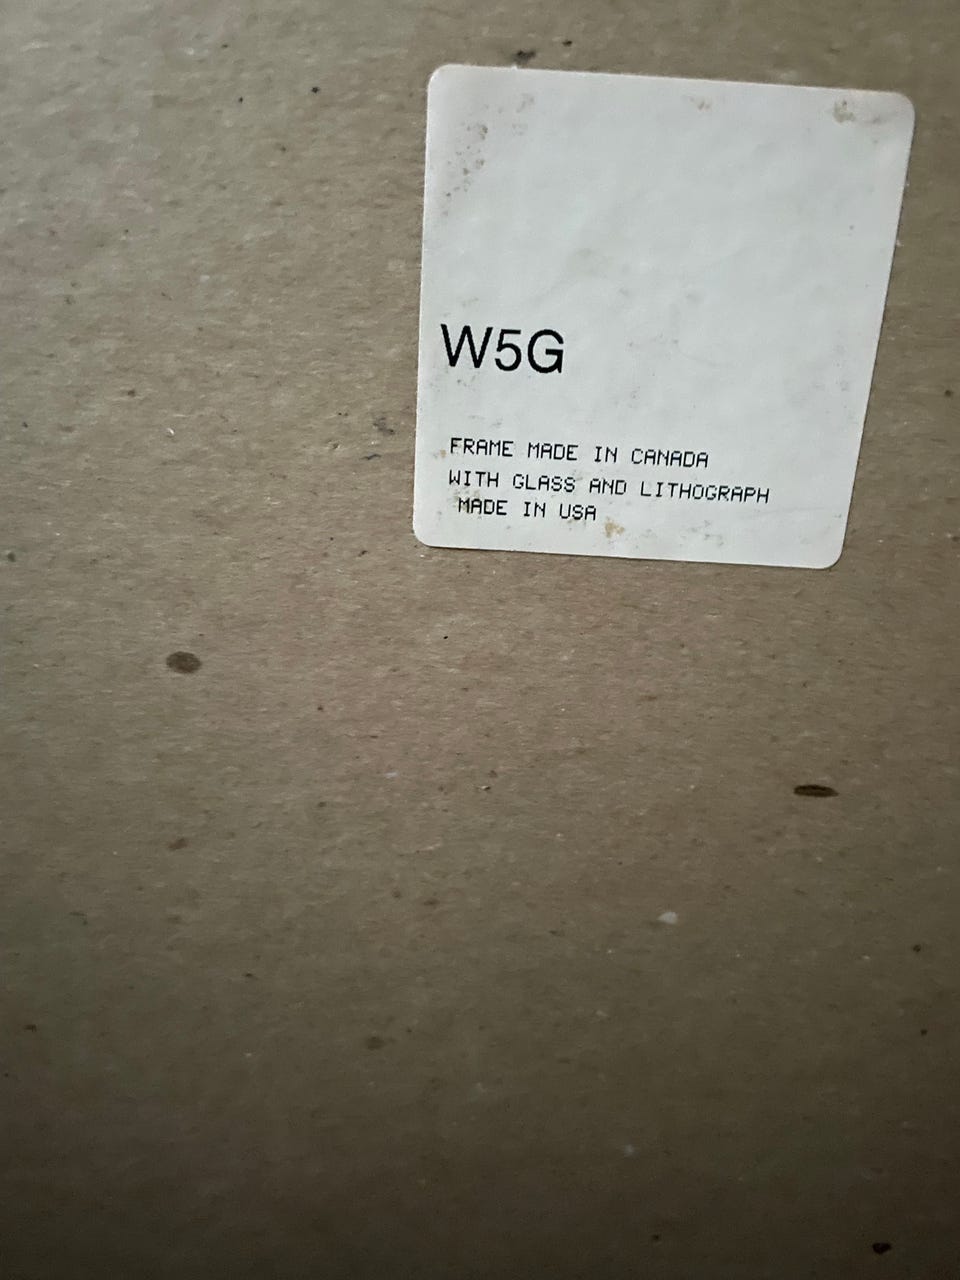 W5G
FRAME MADE IN CANADA
WITH GLASS AND LITHOGRAPH
MADE IN USA